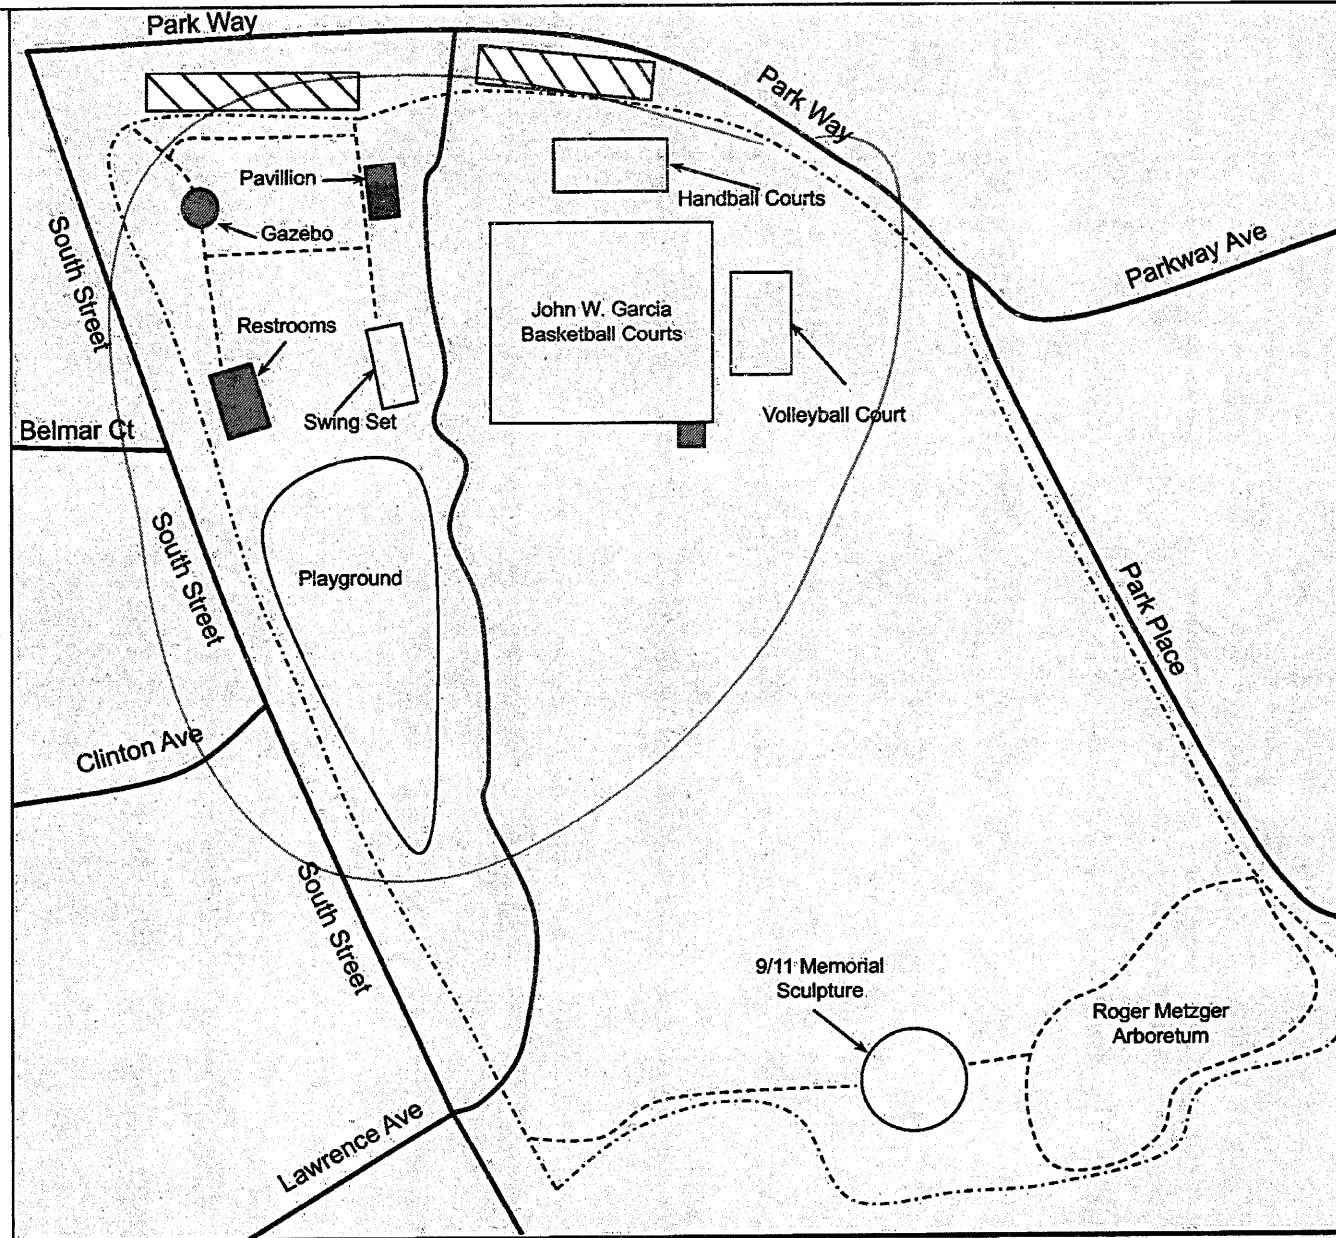 Park Way
Park Way
Pavillion
Handball Courts
Gazebo
South Street
Parkway Ave
John W. Garcia
Basketball Courts
Restrooms
Swing Set
Volleyball Court
Belmar Ct
South Street
Playground
Park Place
Clinton Ave
South Street
9/11 Memorial
Sculpture
Roger Metzger
Arboretum
Lawrence Ave